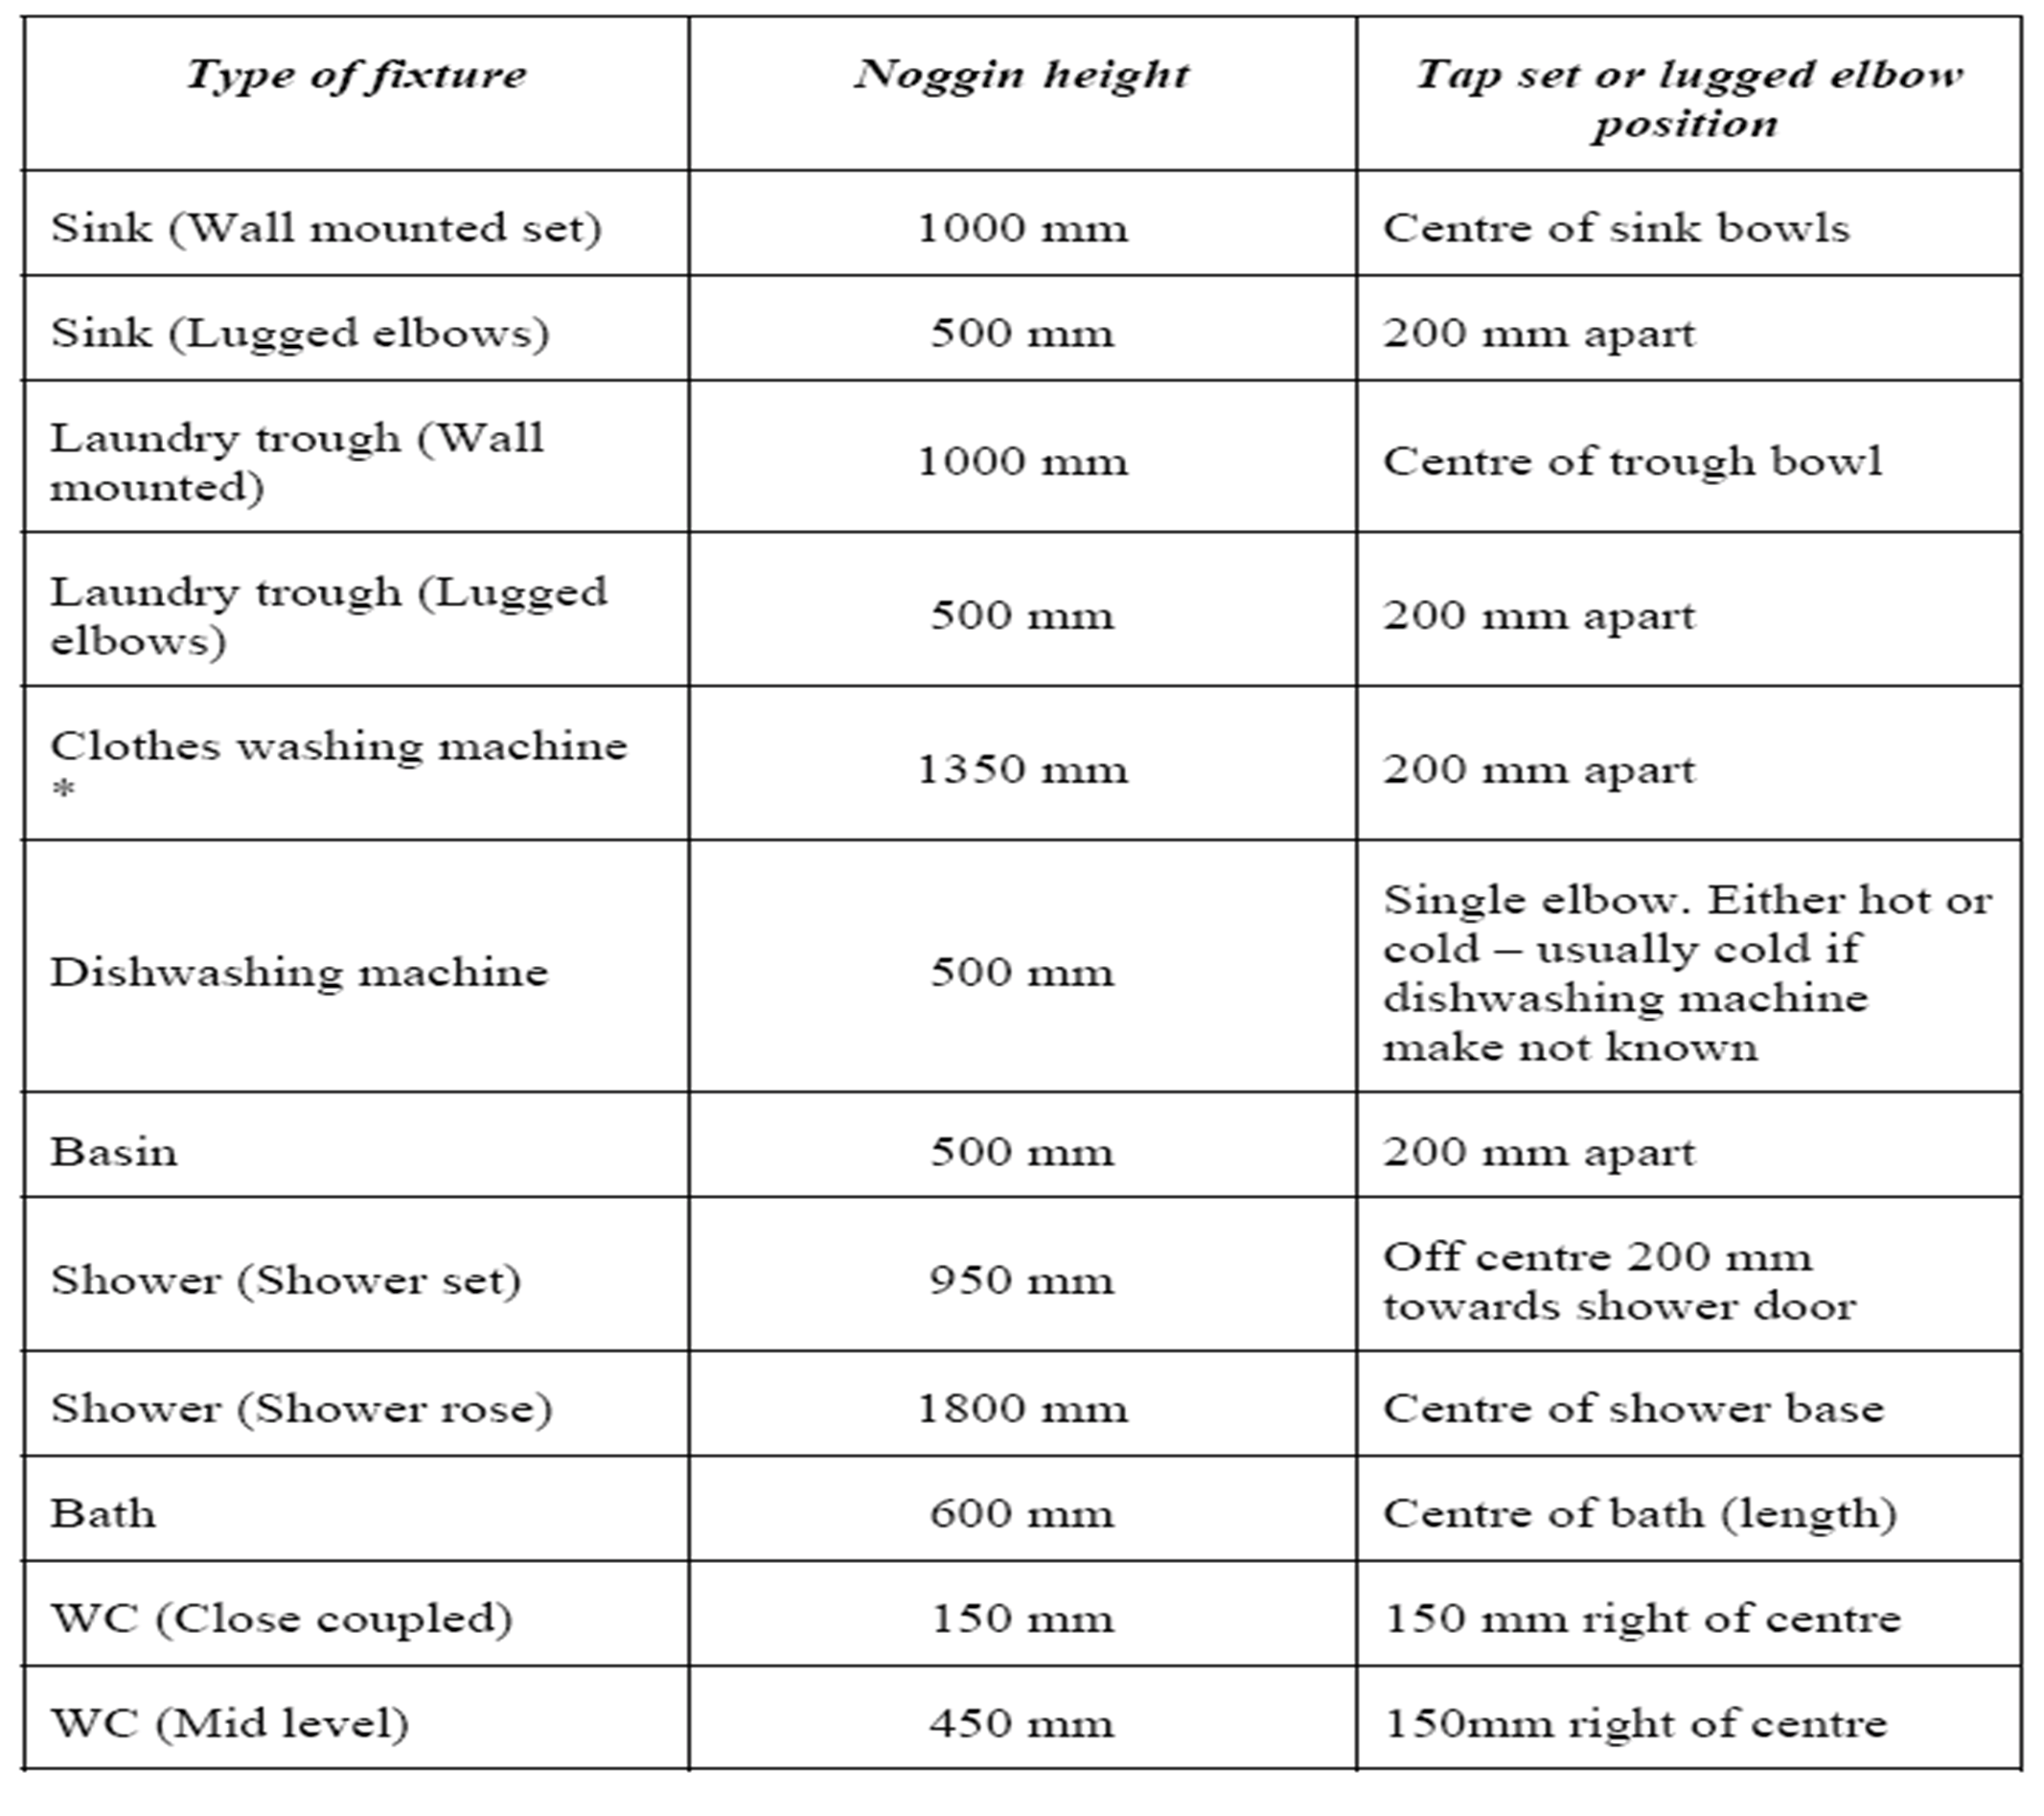 Type of fixture
Noggin height
Tap set or lugged elbow
position
Sink (Wall mounted set)
1000 mm
Centre of sink bowls
Sink (Lugged elbows)
500 mm
200 mm apart
Laundry trough (Wall
mounted)
1000 mm
Centre of trough bowl
Laundry trough (Lugged
elbows)
500 mm
200 mm apart
Clothes washing machine
*
1350 mm
200 mm apart
Dishwashing machine
500 mm
Single elbow. Either hot or
cold – usually cold if
dishwashing machine
make not known
Basin
500 mm
200 mm apart
Shower (Shower set)
950 mm
Off centre 200 mm
towards shower door
Shower (Shower rose)
1800 mm
Centre of shower base
Bath
600 mm
Centre of bath (length)
WC (Close coupled)
150 mm
150 mm right of centre
WC (Mid level)
450 mm
150mm right of centre